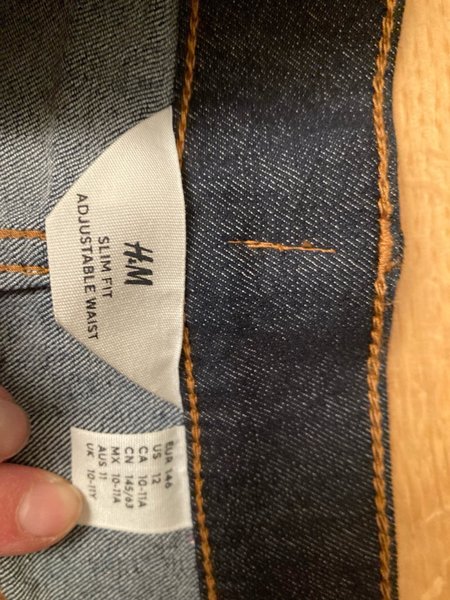 H&M
SLIM FIT
ADJUSTABLE WAIST
EUR 146
US 12
CA 10-11A
CN 145/63
MX 10-11A
AUS 11
UK 10-11Y